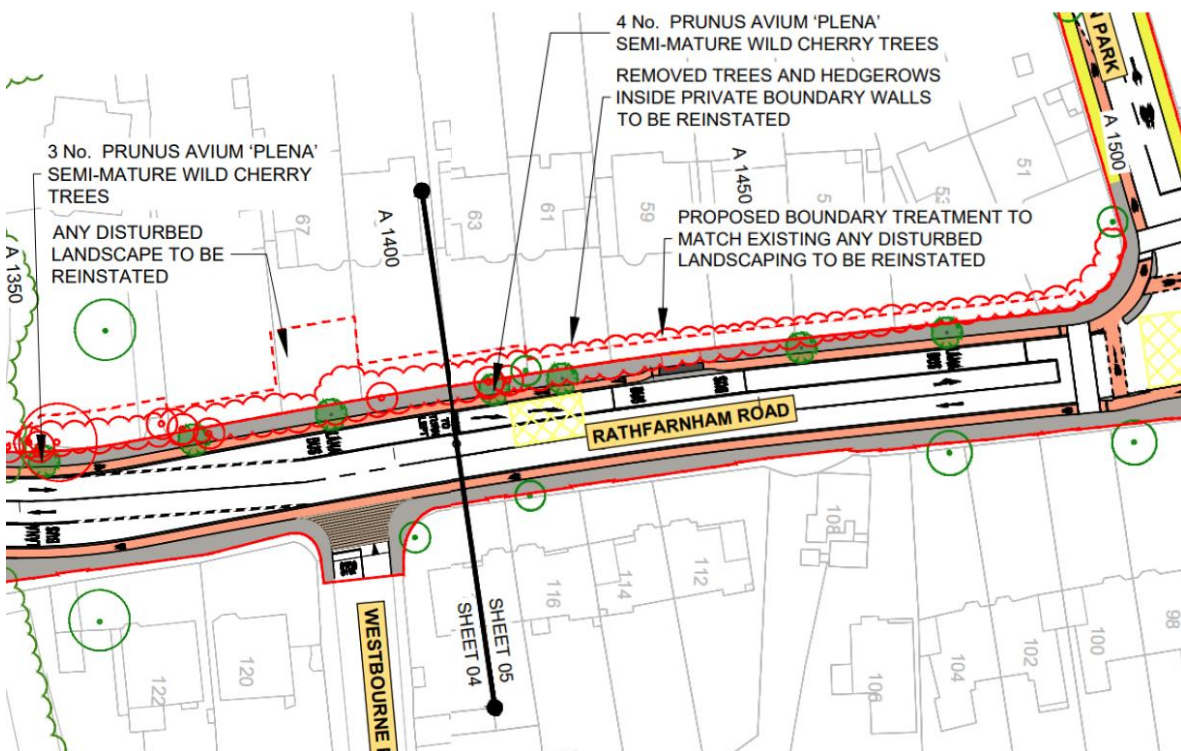 4 No. PRUNUS AVIUM ‘PLENA’
SEMI-MATURE WILD CHERRY TREES
REMOVED TREES AND HEDGEROWS
INSIDE PRIVATE BOUNDARY WALLS
TO BE REINSTATED
3 No. PRUNUS AVIUM ‘PLENA’
SEMI-MATURE WILD CHERRY
TREES
ANY DISTURBED
LANDSCAPE TO BE
REINSTATED
PROPOSED BOUNDARY TREATMENT TO
MATCH EXISTING ANY DISTURBED
LANDSCAPING TO BE REINSTATED
PARK
A 1350
A 1400
A 1450
A 1500
67
63
61
59
51
RATHFARNHAM ROAD
BUS
LANE
BUS
LANE
BUS
LANE
WESTBOURNE
SHEET 04
SHEET 05
122
120
116
114
112
108
106
104
102
100
98